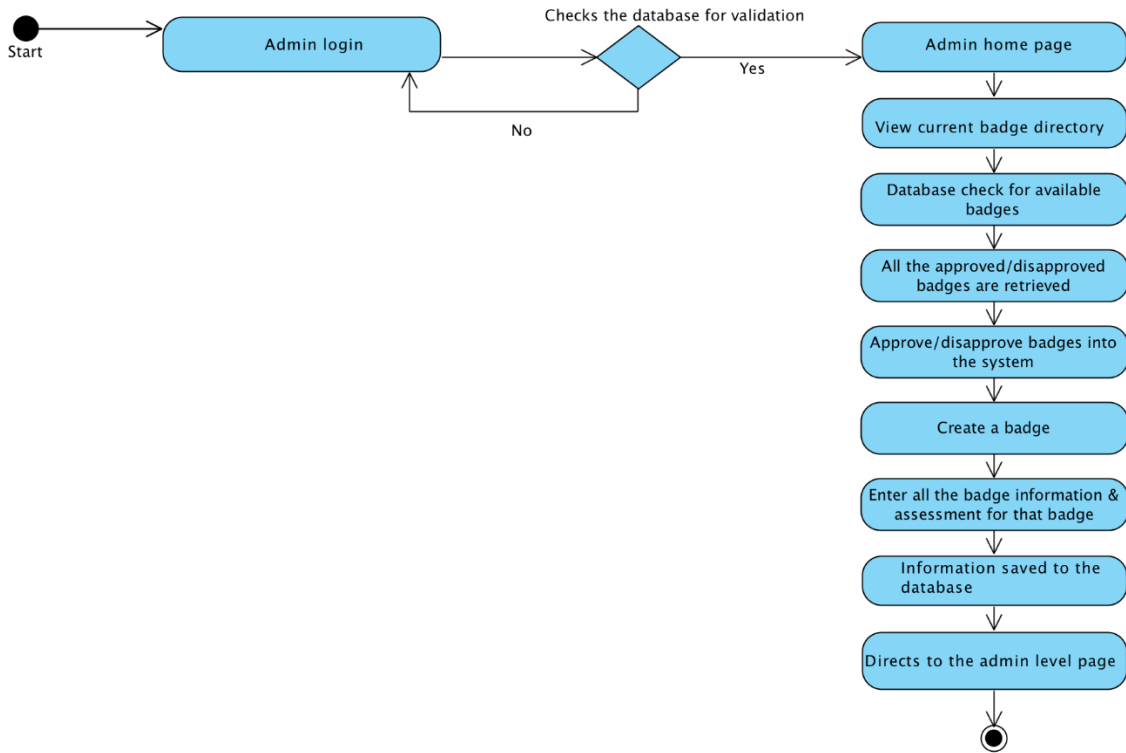 Checks the database for validation
Start
Admin login
Yes
No
Admin home page
View current badge directory
Database check for available
badges
All the approved/disapproved
badges are retrieved
Approve/disapprove badges into
the system
Create a badge
Enter all the badge information &
assessment for that badge
Information saved to the
database
Directs to the admin level page